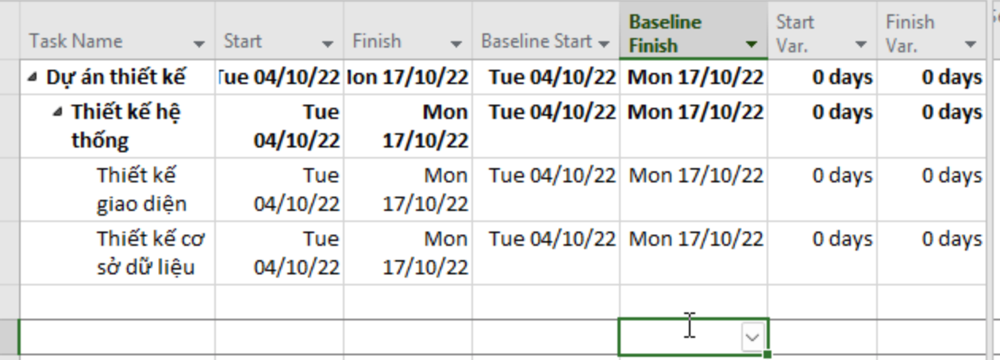 Task Name Start Finish Baseline Start Baseline Finish Start Var. Finish Var.
Dự án thiết kế Tue 04/10/22 lon 17/10/22 Tue 04/10/22 Mon 17/10/22 0 days 0 days
Thiết kế hệ thống Tue 04/10/22 Mon 17/10/22 Tue 04/10/22 Mon 17/10/22 0 days 0 days
Thiết kế giao diện Tue 04/10/22 Mon 17/10/22 Tue 04/10/22 Mon 17/10/22 0 days 0 days
Thiết kế cơ sở dữ liệu Tue 04/10/22 Mon 17/10/22 Tue 04/10/22 Mon 17/10/22 0 days 0 days